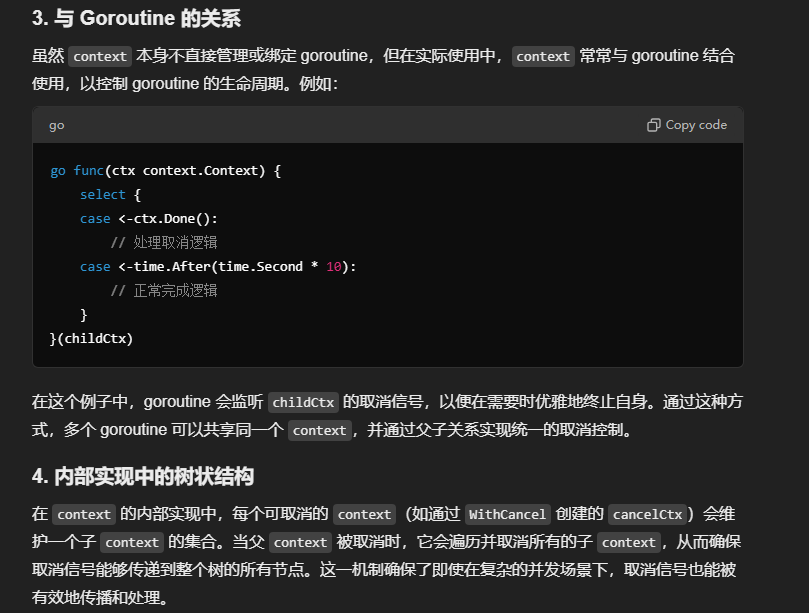 3. 与 Goroutine 的关系
虽然 context 本身不直接管理或绑定 goroutine，但在实际使用中，context 常常与 goroutine 结合
使用，以控制 goroutine 的生命周期。例如：
go
Copy code
go func(ctx context.Context) {
    select {
    case <-ctx.Done():
        // 处理取消逻辑
    case <-time.After(time.Second * 10):
        // 正常完成逻辑
    }
}(childCtx)
在这个例子中，goroutine 会监听 childCtx 的取消信号，以便在需要时优雅地终止自身。通过这种方
式，多个 goroutine 可以共享同一个 context，并通过父子关系实现统一的取消控制。
4. 内部实现中的树状结构
在 context 的内部实现中，每个可取消的 context（如通过 WithCancel 创建的 cancelCtx）会维
护一个子 context 的集合。当父 context 被取消时，它会遍历并取消所有的子 context，从而确保
取消信号能够传递到整个树的所有节点。这一机制确保了即使在复杂的并发场景下，取消信号也能被
有效地传播和处理。